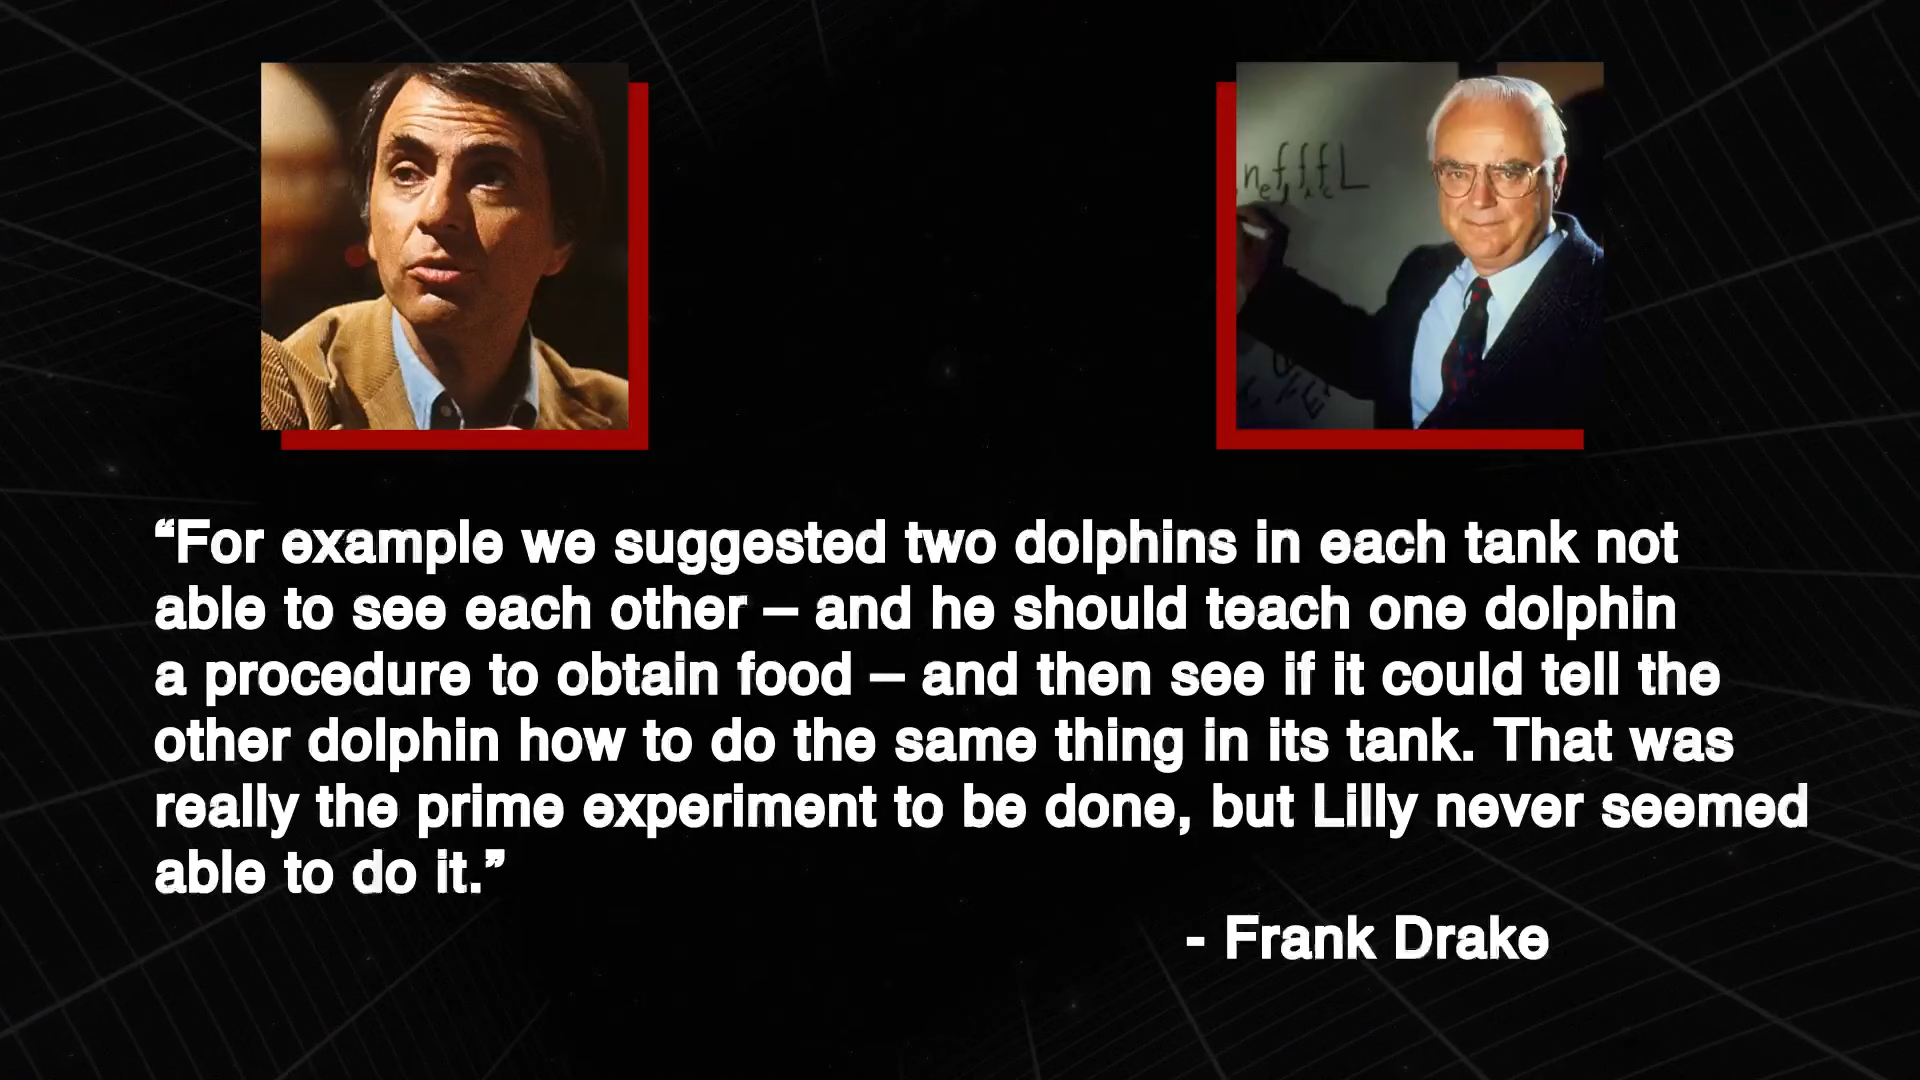 nₑfₗfᵢf꜀L
“For example we suggested two dolphins in each tank not
able to see each other – and he should teach one dolphin
a procedure to obtain food – and then see if it could tell the
other dolphin how to do the same thing in its tank. That was
really the prime experiment to be done, but Lilly never seemed
able to do it.”
- Frank Drake